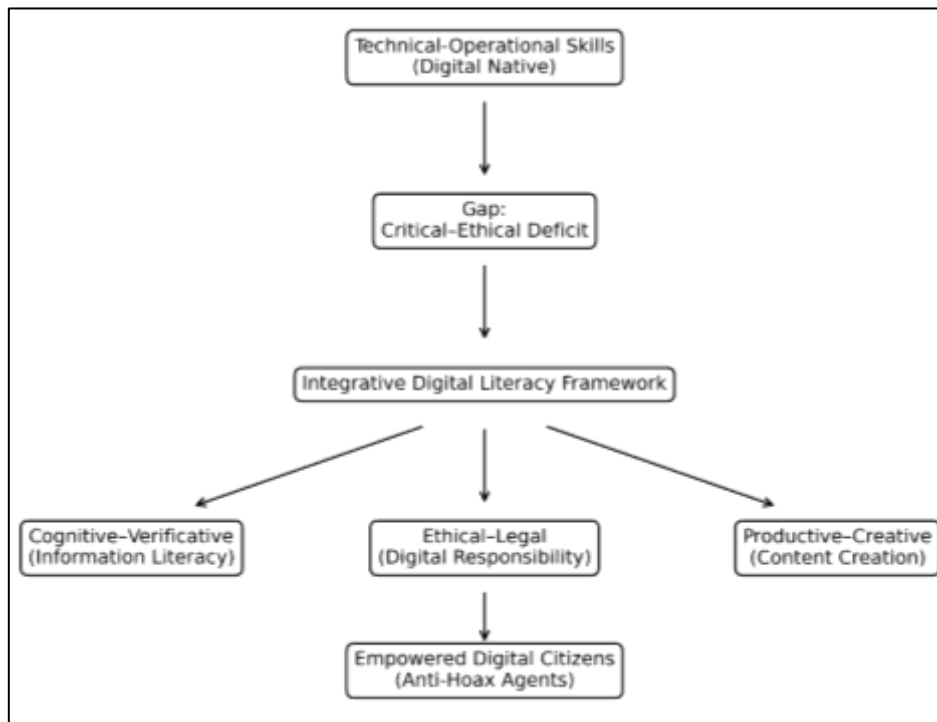 Technical-Operational Skills
(Digital Native)
Gap:
Critical–Ethical Deficit
Integrative Digital Literacy Framework
Cognitive–Verificative
(Information Literacy)
Ethical–Legal
(Digital Responsibility)
Productive–Creative
(Content Creation)
Empowered Digital Citizens
(Anti-Hoax Agents)